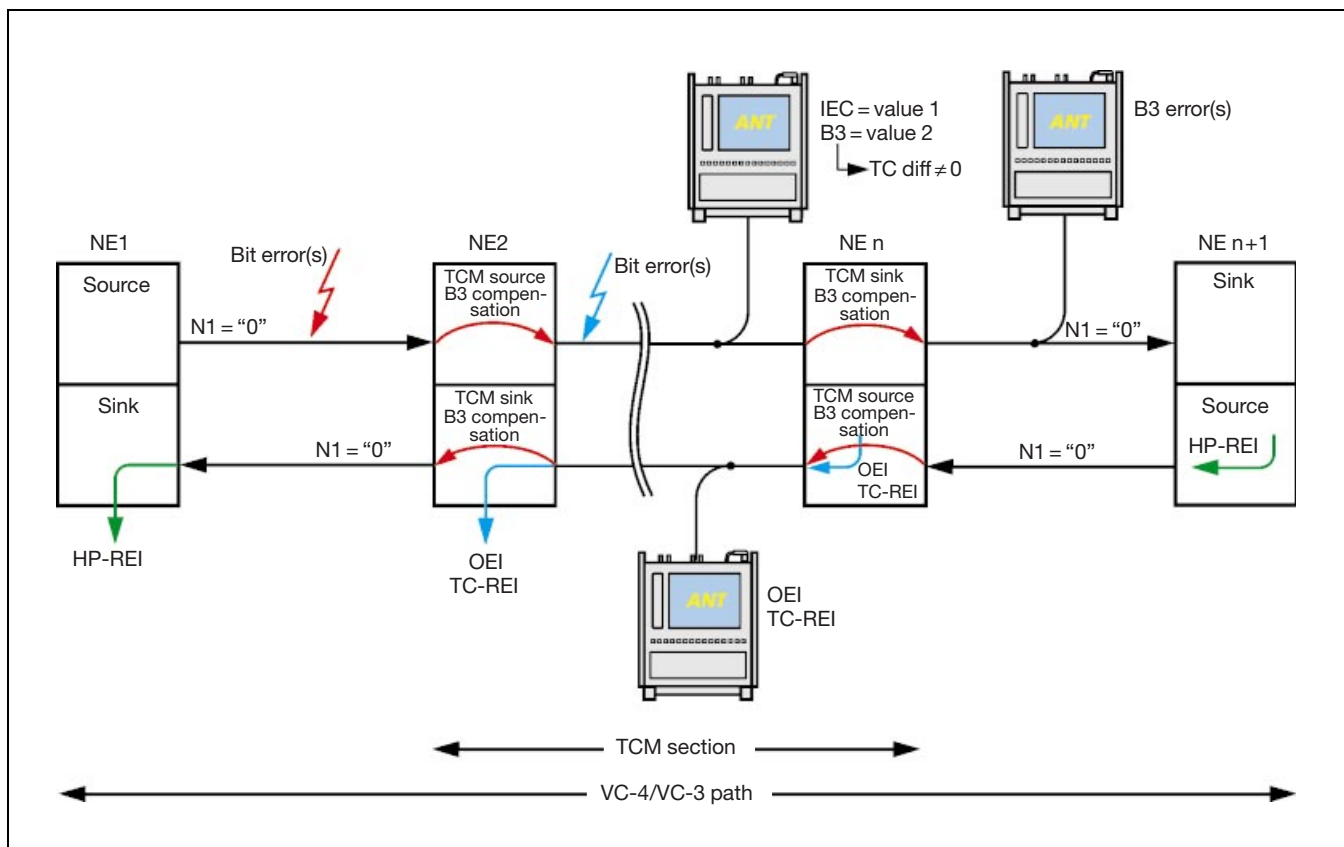 ANT
IEC = value 1
B3 = value 2
TC diff ≠ 0
ANT
B3 error(s)
NE1
Bit error(s)
NE2
Bit error(s)
NE n
NE n+1
Source
N1 = “0”
TCM source
B3 compen-
sation
TCM sink
B3 compen-
sation
N1 = “0”
Sink
Sink
N1 = “0”
TCM sink
B3 compen-
sation
TCM source
B3 compen-
sation
OEI
TC-REI
N1 = “0”
Source
HP-REI
HP-REI
OEI
TC-REI
ANT
OEI
TC-REI
TCM section
VC-4/VC-3 path